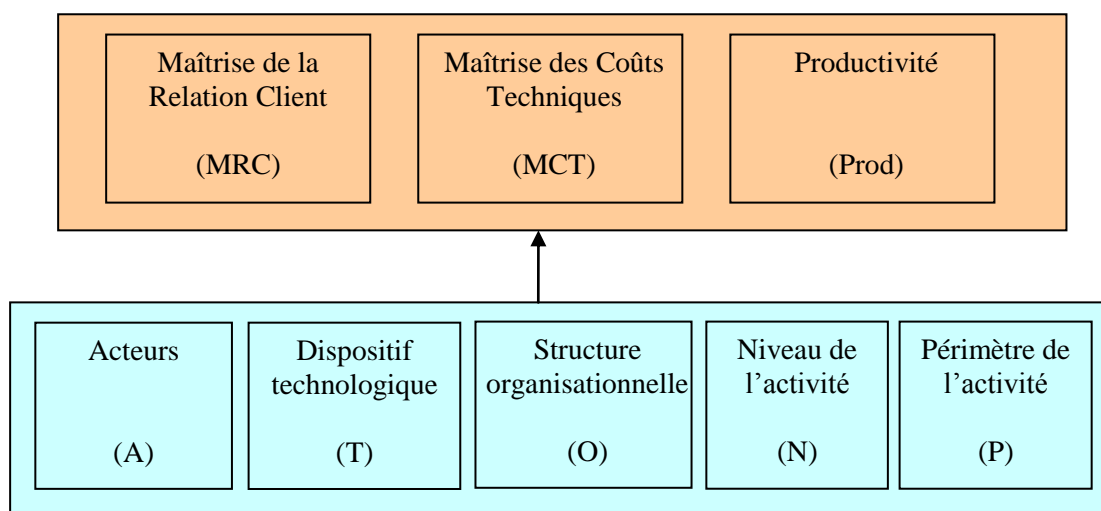 Maîtrise de la
Relation Client
(MRC)
Maîtrise des Coûts
Techniques
(MCT)
Productivité
(Prod)
Acteurs
(A)
Dispositif
technologique
(T)
Structure
organisationnelle
(O)
Niveau de
l’activité
(N)
Périmètre de
l’activité
(P)